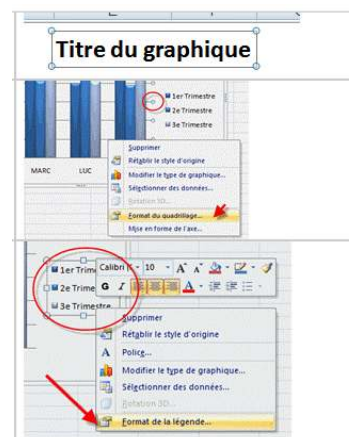 Titre du graphique
1er Trimestre
2e Trimestre
3e Trimestre
MARC
LUC
Supprimer
Rétablir le style d'origine
Modifier le type de graphique...
Sélectionner des données...
Rotation 3D...
Format du quadrillage...
Mise en forme de l'axe...
1er Trim
2e Trime
3e Trimestre
Calibri
10
A A
G I
A
Supprimer
Rétablir le style d'origine
A Police...
Modifier le type de graphique...
Sélectionner des données...
Rotation 3D...
Format de la légende...